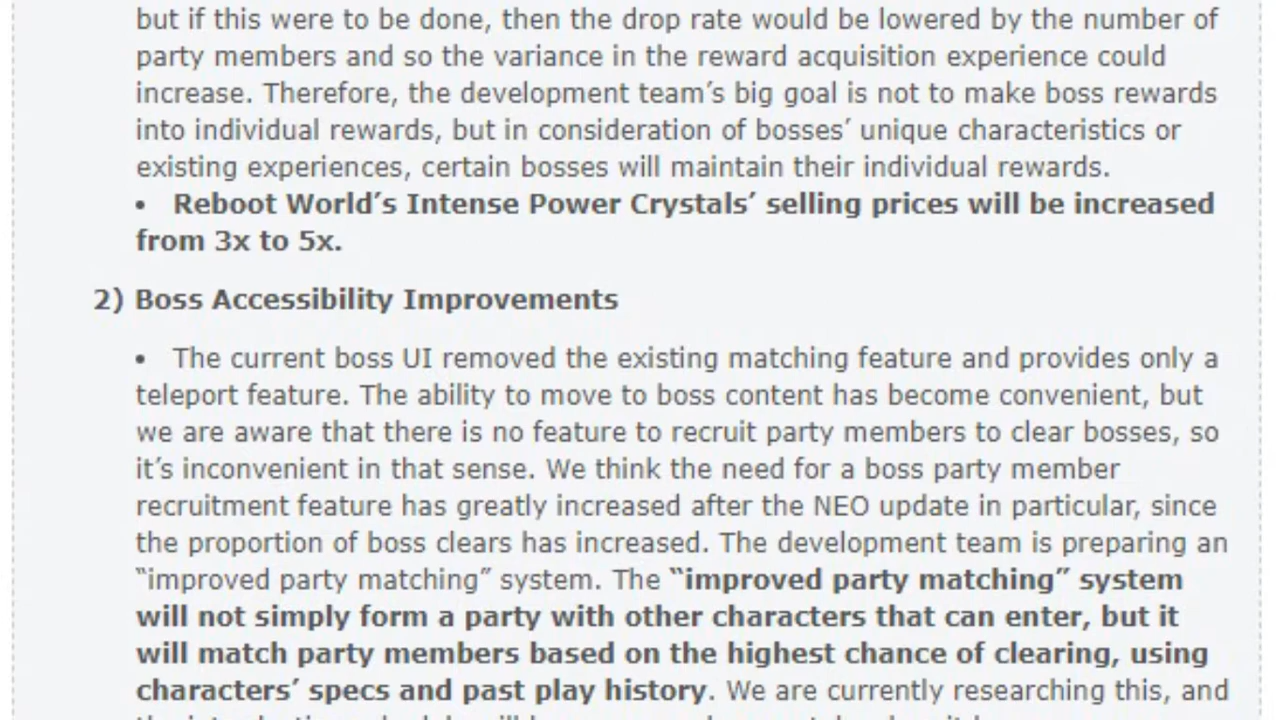 but if this were to be done, then the drop rate would be lowered by the number of
party members and so the variance in the reward acquisition experience could
increase. Therefore, the development team’s big goal is not to make boss rewards
into individual rewards, but in consideration of bosses’ unique characteristics or
existing experiences, certain bosses will maintain their individual rewards.
• Reboot World’s Intense Power Crystals’ selling prices will be increased
from 3x to 5x.
2) Boss Accessibility Improvements
• The current boss UI removed the existing matching feature and provides only a
teleport feature. The ability to move to boss content has become convenient, but
we are aware that there is no feature to recruit party members to clear bosses, so
it’s inconvenient in that sense. We think the need for a boss party member
recruitment feature has greatly increased after the NEO update in particular, since
the proportion of boss clears has increased. The development team is preparing an
“improved party matching” system. The “improved party matching” system
will not simply form a party with other characters that can enter, but it
will match party members based on the highest chance of clearing, using
characters’ specs and past play history. We are currently researching this, and